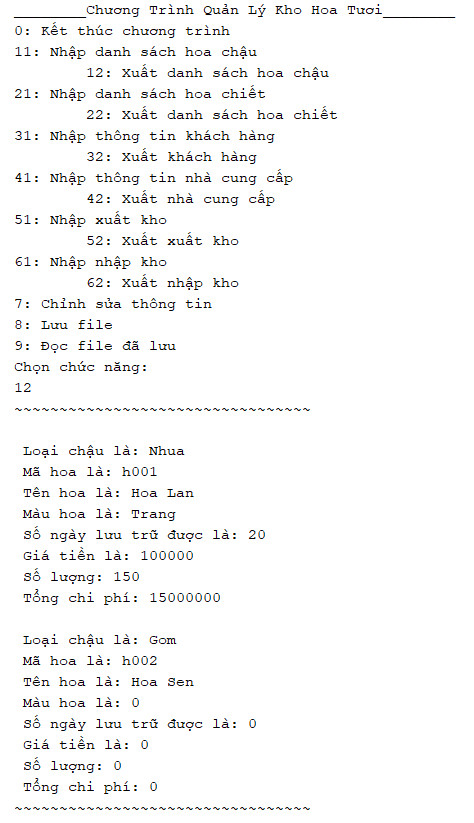 ________Chương Trình Quản Lý Kho Hoa Tươi________
0: Kết thúc chương trình
11: Nhập danh sách hoa chậu
12: Xuất danh sách hoa chậu
21: Nhập danh sách hoa chiết
22: Xuất danh sách hoa chiết
31: Nhập thông tin khách hàng
32: Xuất khách hàng
41: Nhập thông tin nhà cung cấp
42: Xuất nhà cung cấp
51: Nhập xuất kho
52: Xuất xuất kho
61: Nhập nhập kho
62: Xuất nhập kho
7: Chỉnh sửa thông tin
8: Lưu file
9: Đọc file đã lưu
Chọn chức năng:
12
~~~~~~~~~~~~~~~~~~~~~~~~~~~~~~~~~
Loại chậu là: Nhua
Mã hoa là: h001
Tên hoa là: Hoa Lan
Màu hoa là: Trang
Số ngày lưu trữ được là: 20
Giá tiền là: 100000
Số lượng: 150
Tổng chi phí: 15000000
Loại chậu là: Gom
Mã hoa là: h002
Tên hoa là: Hoa Sen
Màu hoa là: 0
Số ngày lưu trữ được là: 0
Giá tiền là: 0
Số lượng: 0
Tổng chi phí: 0
~~~~~~~~~~~~~~~~~~~~~~~~~~~~~~~~~